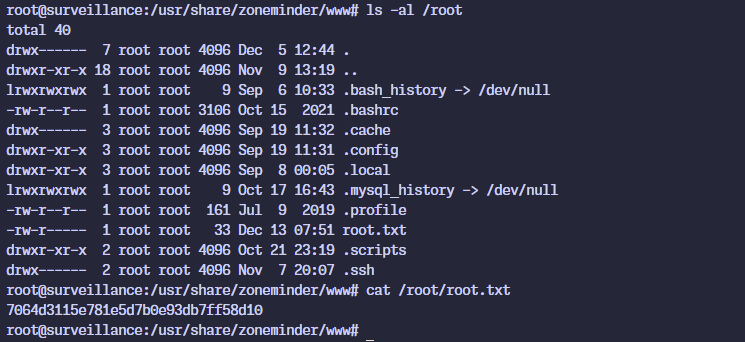 root@surveillance:/usr/share/zoneminder/www# ls -al /root
total 40
drwx------  7 root root 4096 Dec  5 12:44 .
drwxr-xr-x 18 root root 4096 Nov  9 13:19 ..
lrwxrwxrwx  1 root root    9 Sep  6 10:33 .bash_history -> /dev/null
-rw-r--r--  1 root root 3106 Oct 15  2021 .bashrc
drwx------  3 root root 4096 Sep 19 11:32 .cache
drwxr-xr-x  3 root root 4096 Sep 19 11:31 .config
drwxr-xr-x  3 root root 4096 Sep  8 00:05 .local
lrwxrwxrwx  1 root root    9 Oct 17 16:43 .mysql_history -> /dev/null
-rw-r--r--  1 root root  161 Jul  9  2019 .profile
-rw-r-----  1 root root   33 Dec 13 07:51 root.txt
drwxr-xr-x  2 root root 4096 Oct 21 23:19 .scripts
drwx------  2 root root 4096 Nov  7 20:07 .ssh
root@surveillance:/usr/share/zoneminder/www# cat /root/root.txt
7064d3115e781e5d7b0e93db7ff58d10
root@surveillance:/usr/share/zoneminder/www# _